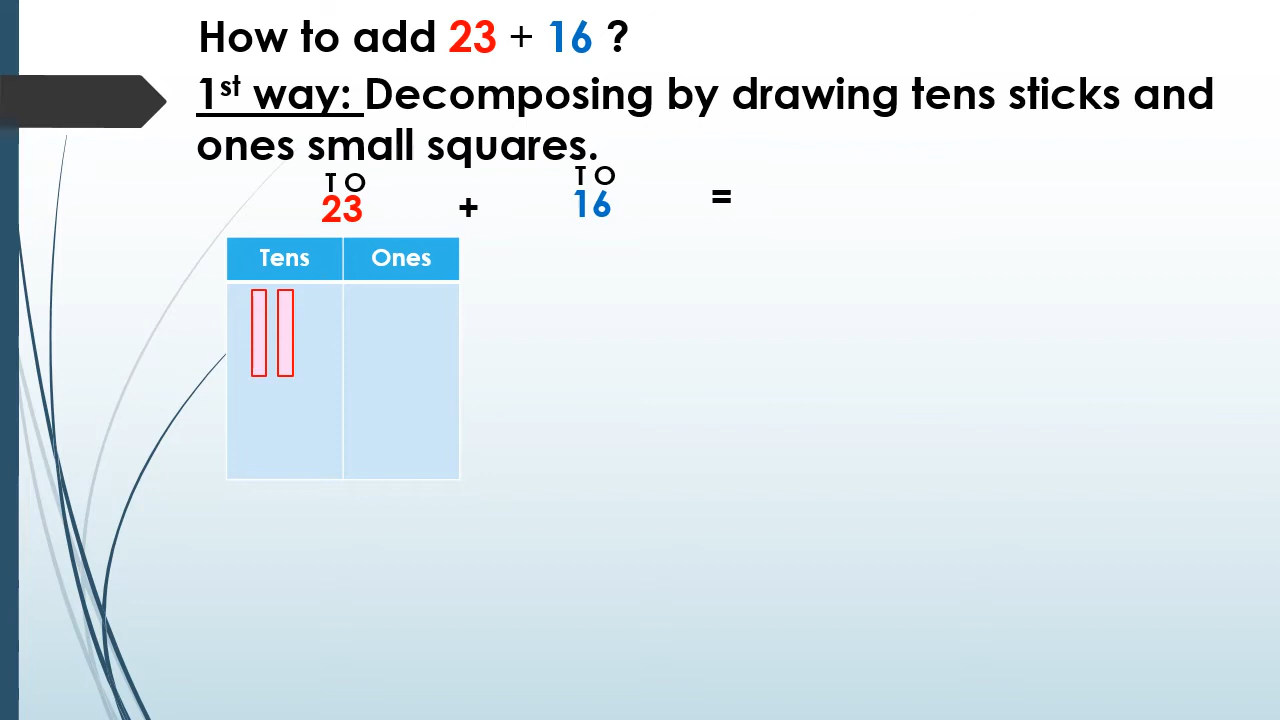 How to add 23 + 16 ?
1st way: Decomposing by drawing tens sticks and
ones small squares.
T O T O
23 + 16 =
Tens Ones